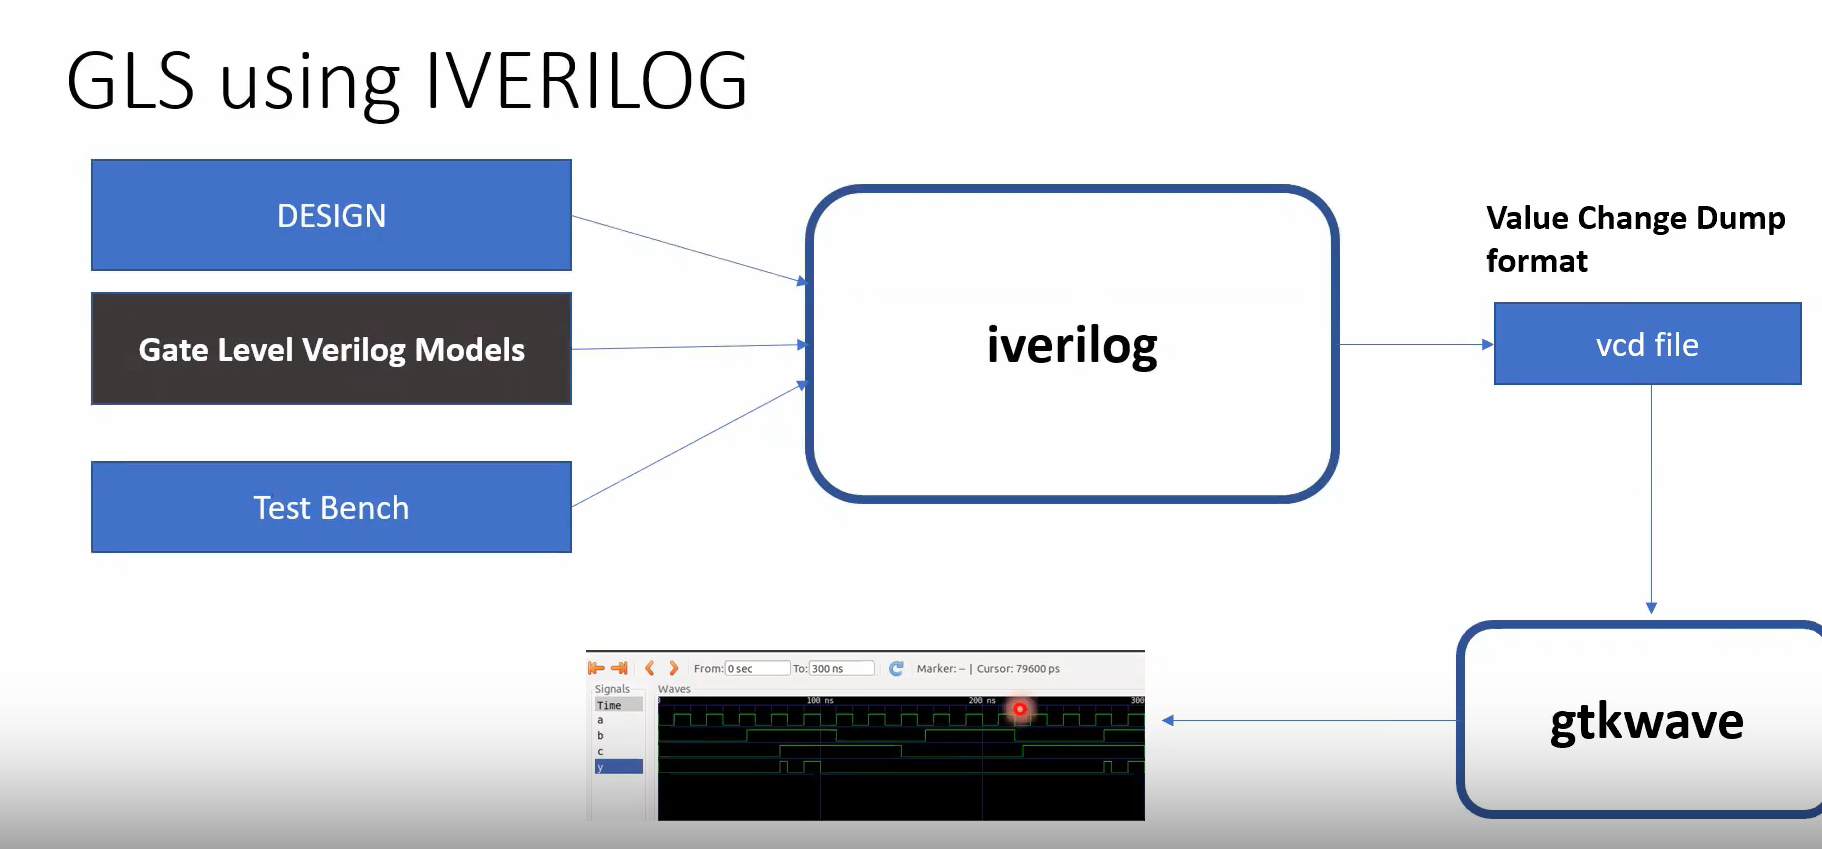 GLS using IVERILOG
DESIGN
Gate Level Verilog Models
Test Bench
iverilog
Value Change Dump
format
vcd file
gtkwave
From: 0 sec To: 300 ns Marker: -- | Cursor: 79600 ps
Signals Waves
Time 100 ns 200 ns 300
a
b
c
y